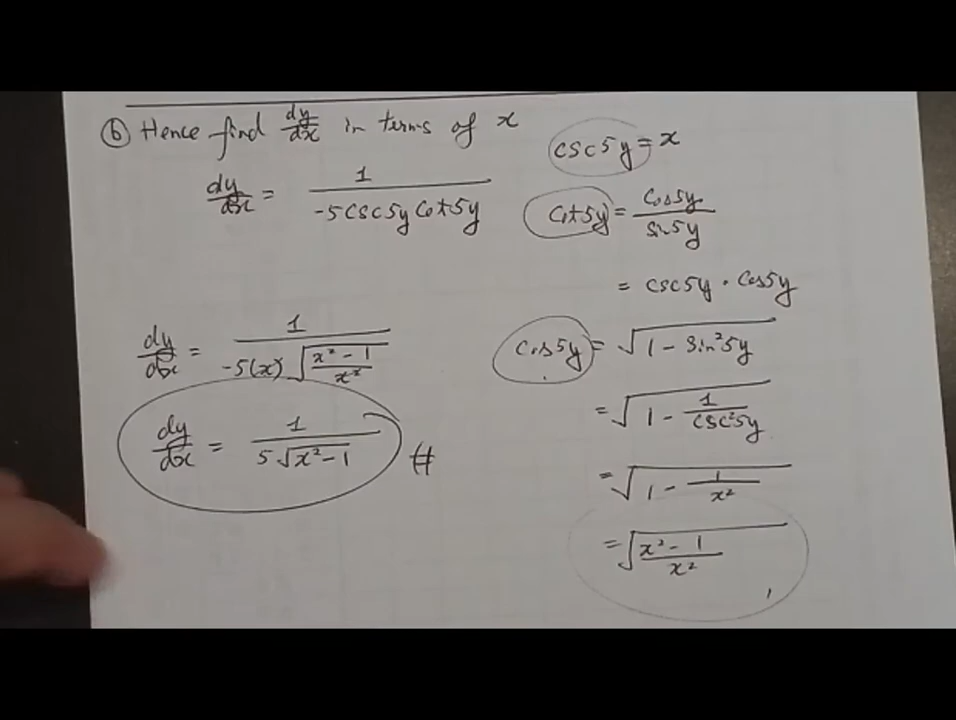 ⓑ Hence find dy/dx in terms of x
dy/dx = 1/(-5csc5y cot5y)
dy/dx = 1/(-5(x)√((x²-1)/x²))
dy/dx = 1/(5√(x²-1)) #
csc5y = x
Cot5y = Cos5y/sin5y
= csc5y · Cos5y
Cos5y = √(1 - Sin²5y)
= √(1 - 1/csc²5y)
= √(1 - 1/x²)
= √((x²-1)/x²)